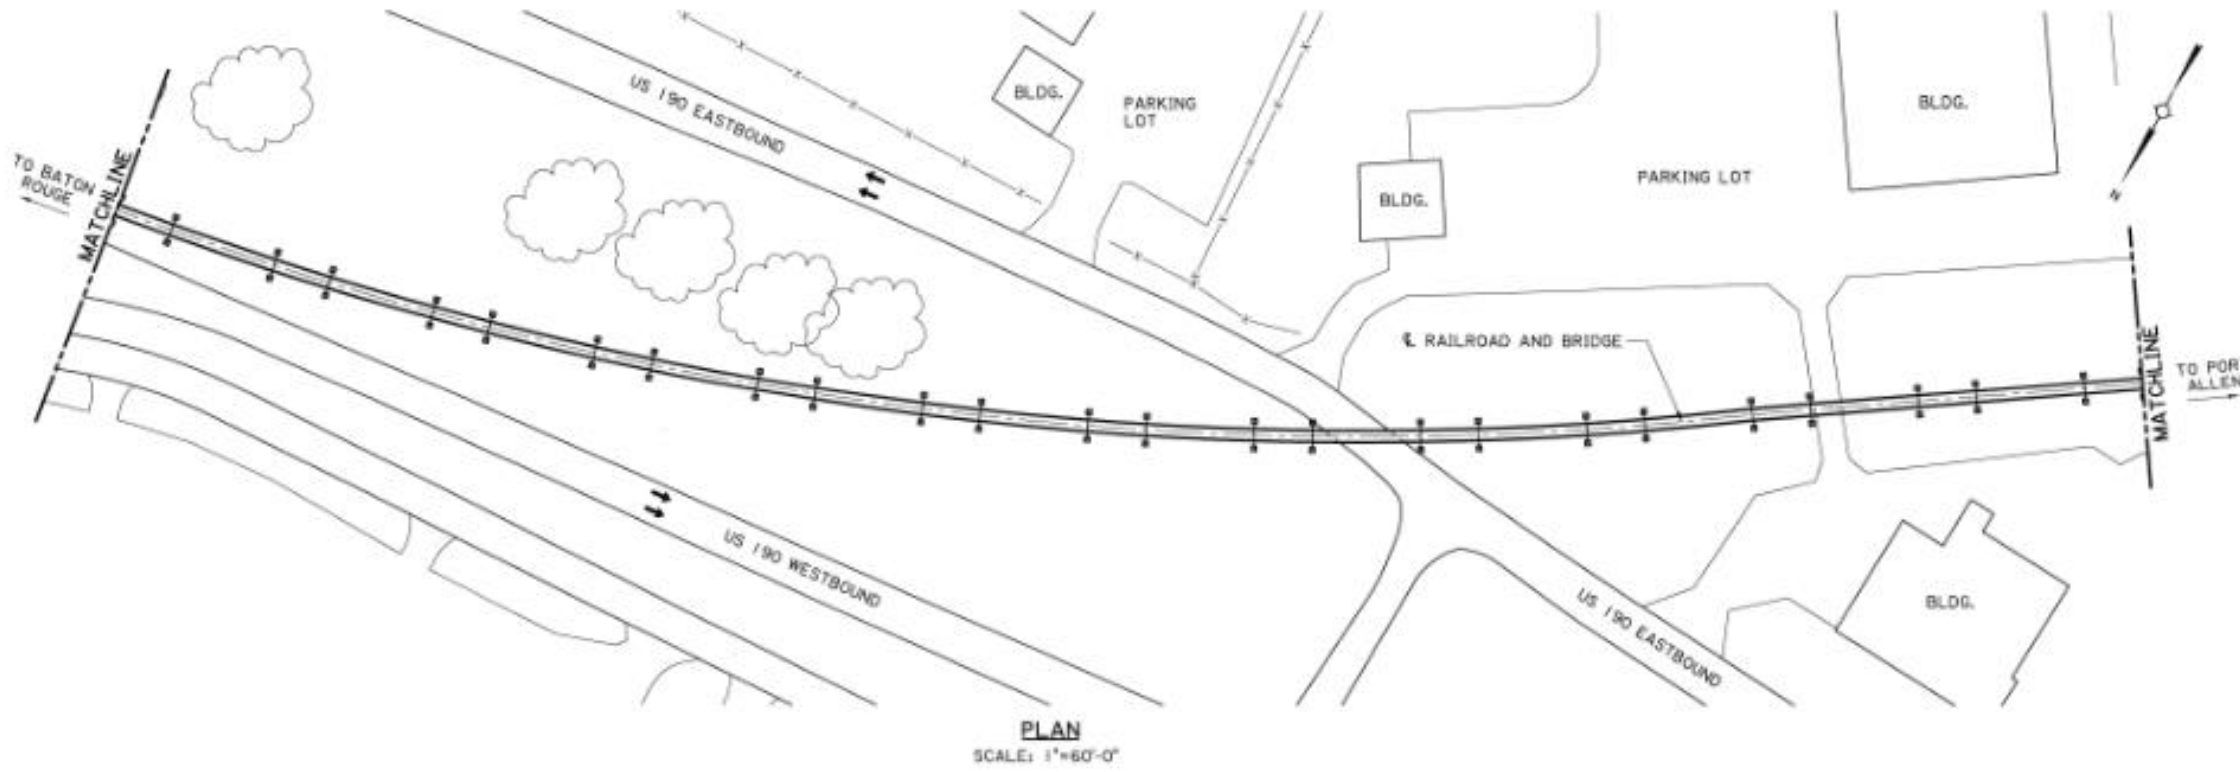 US 190 EASTBOUND
BLDG.
PARKING
LOT
BLDG.
PARKING LOT
BLDG.
N
TO BATON
ROUGE
MATCHLINE
℄ RAILROAD AND BRIDGE
MATCHLINE
TO POR
ALLEN
US 190 WESTBOUND
US 190 EASTBOUND
BLDG.
PLAN
SCALE: 1"=60'-0"